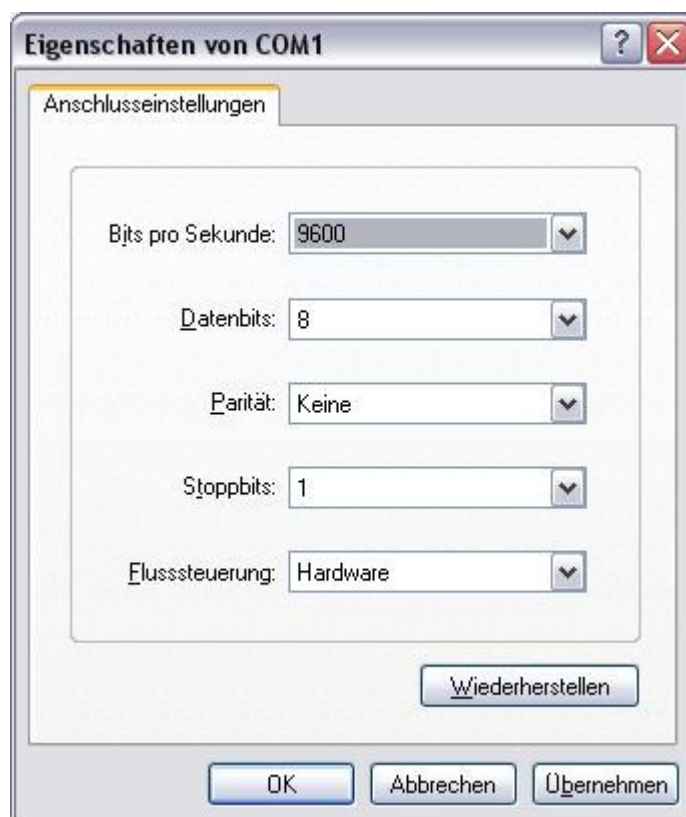 Eigenschaften von COM1
?
Anschlusseinstellungen
Bits pro Sekunde: 9600
Datenbits: 8
Parität: Keine
Stoppbits: 1
Flusssteuerung: Hardware
Wiederherstellen
OK Abbrechen Übernehmen